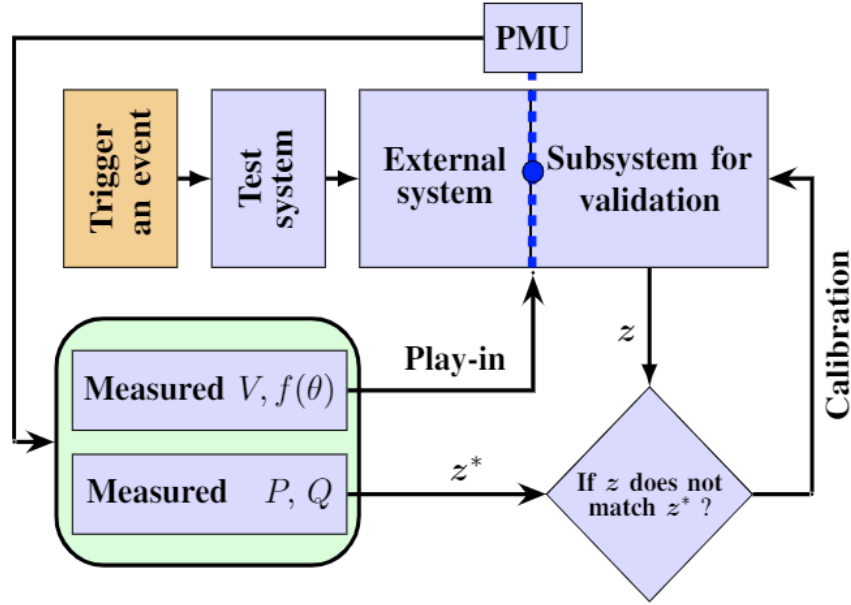 PMU
Trigger
an event
Test
system
External
system
Subsystem for
validation
Play-in
z
Calibration
Measured V, f(θ)
Measured P, Q
z*
If z does not
match z* ?